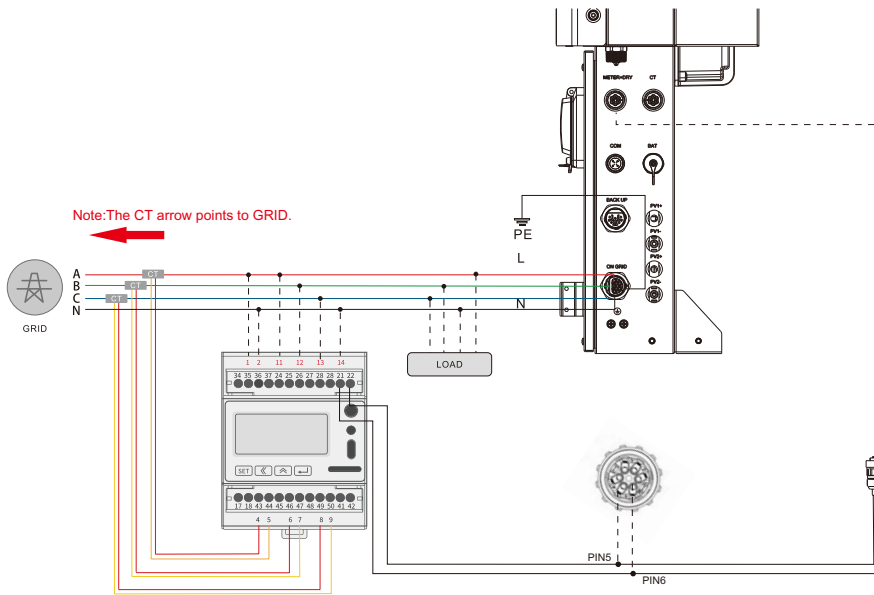 METER+DRY CT
L
COM BAT
BACK UP PV1+
Note:The CT arrow points to GRID.
PE
PV1-
L
PV2+
ON GRID
A CT
B CT
C CT
N
N
PV2-
GRID
1 2 11 12 13 14
LOAD
34 35 36 37 24 25 26 27 28 28 21 22
SET
17 18 43 44 45 46 47 48 49 50 41 42
4 5 6 7 8 9
PIN5
PIN6